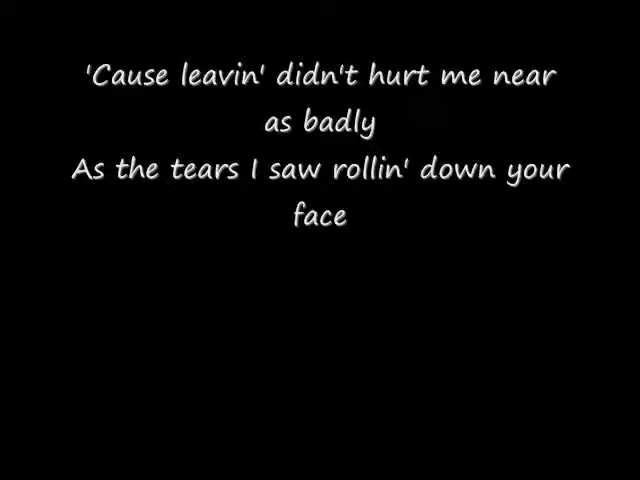 'Cause leavin' didn't hurt me near
as badly
As the tears I saw rollin' down your
face